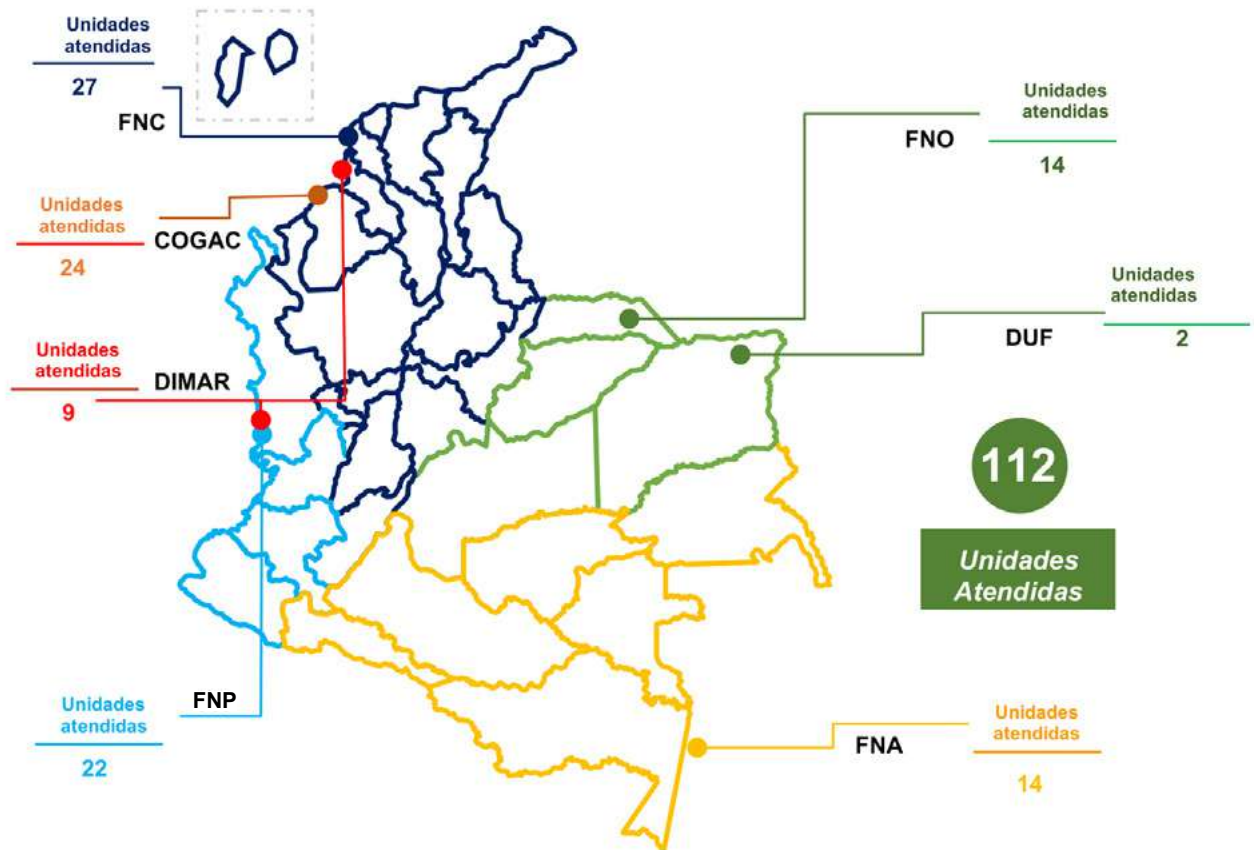 Unidades
atendidas
27
FNC
Unidades
atendidas
24
COGAC
Unidades
atendidas
9
DIMAR
Unidades
atendidas
22
FNP
Unidades
atendidas
14
FNO
Unidades
atendidas
2
DUF
112
Unidades
Atendidas
Unidades
atendidas
14
FNA